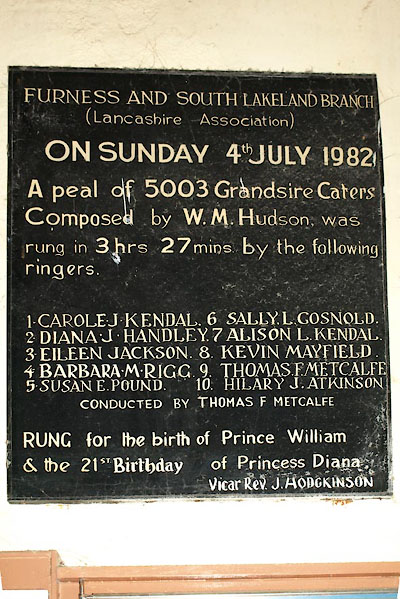 FURNESS AND SOUTH LAKELAND BRANCH
(Lancashire Association)
ON SUNDAY 4th JULY 1982
A peal of 5003 Grandsire Caters
Composed by W.M. Hudson, was
rung in 3hrs 27mins by the following
ringers.
1 CAROLE J. KENDAL. 6 SALLY. L. GOSNOLD.
2 DIANA J HANDLEY. 7 ALISON L. KENDAL.
3 EILEEN JACKSON. 8 KEVIN MAYFIELD
4 BARBARA M. RIGG. 9. THOMAS F. METCALFE
5 SUSAN E. POUND. 10. HILARY J. ATKINSON
CONDUCTED BY THOMAS F METCALFE
RUNG for the birth of Prince William
& the 21ST Birthday of Princess Diana.
Vicar Rev. J. HODGKINSON